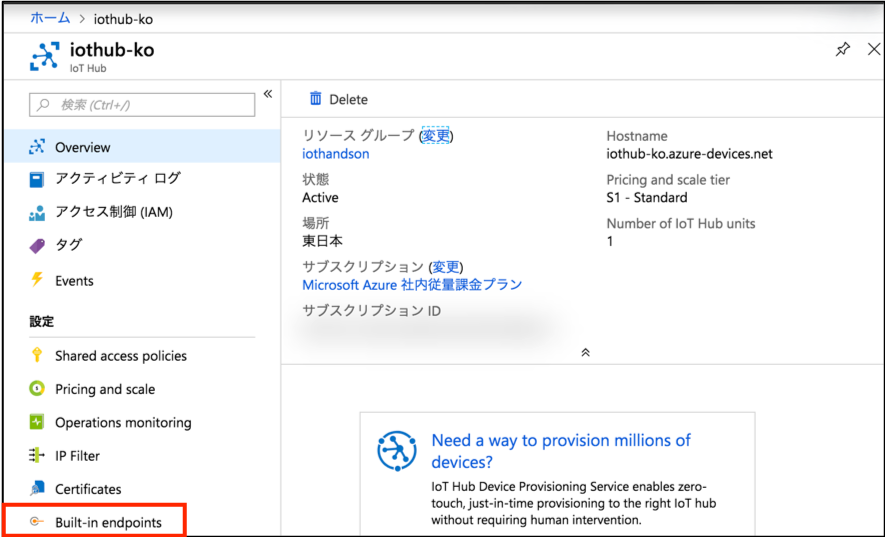 ホーム > iothub-ko
iothub-ko
IoT Hub
検索 (Ctrl+/)
«
Overview
アクティビティ ログ
アクセス制御 (IAM)
タグ
Events
設定
Shared access policies
Pricing and scale
Operations monitoring
IP Filter
Certificates
Built-in endpoints
Delete
リソース グループ (変更)
iothandson
状態
Active
場所
東日本
サブスクリプション (変更)
Microsoft Azure 社内従量課金プラン
サブスクリプション ID
Hostname
iothub-ko.azure-devices.net
Pricing and scale tier
S1 - Standard
Number of IoT Hub units
1
Need a way to provision millions of
devices?
IoT Hub Device Provisioning Service enables zero-
touch, just-in-time provisioning to the right IoT hub
without requiring human intervention.